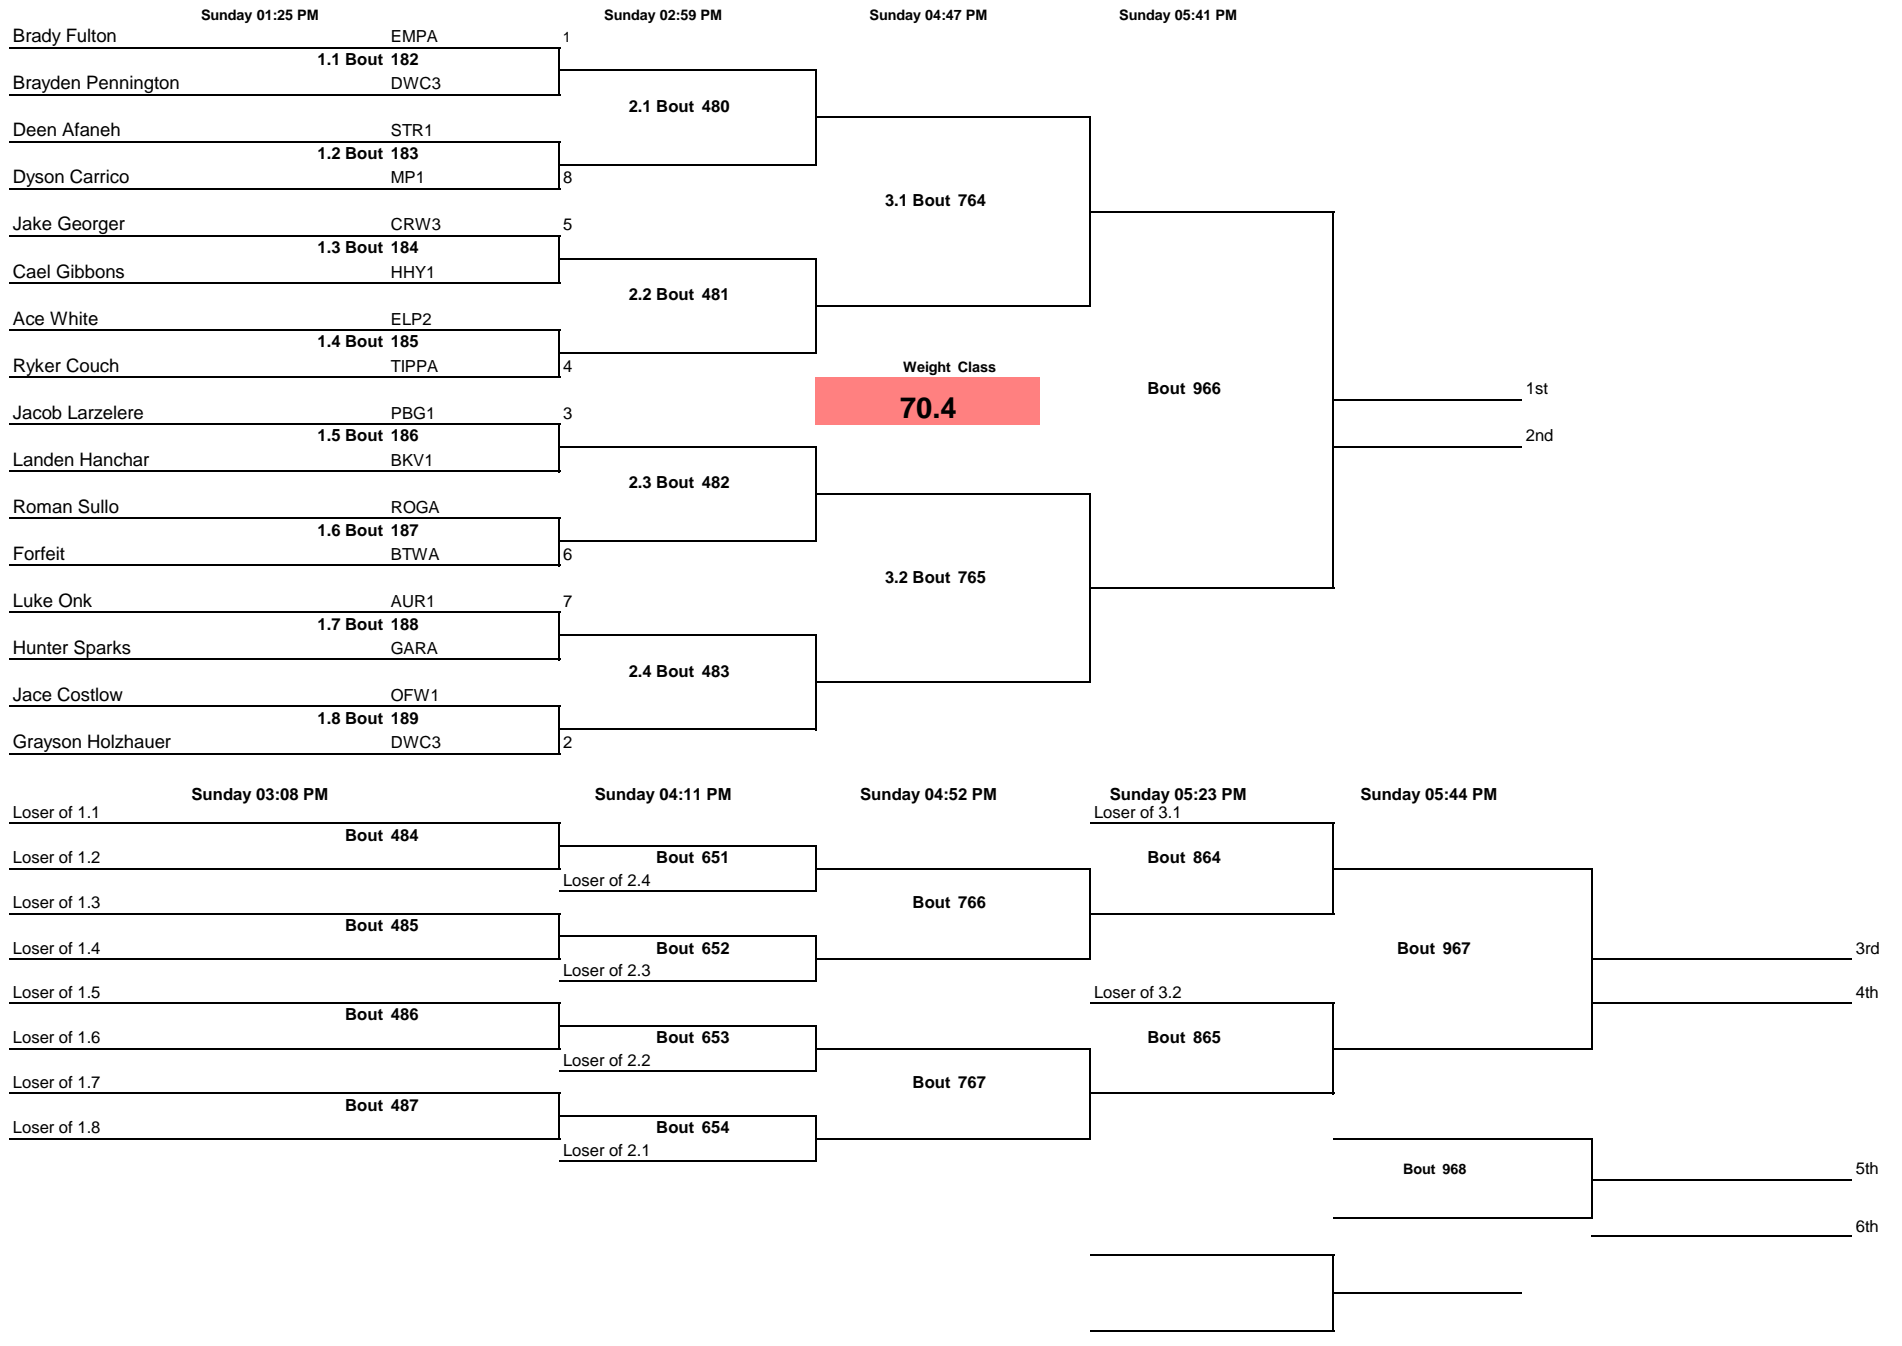 Sunday 01:25 PM Sunday 02:59 PM Sunday 04:47 PM Sunday 05:41 PM
Brady Fulton EMPA 1
1.1 Bout 182
Brayden Pennington DWC3
2.1 Bout 480
Deen Afaneh STR1
1.2 Bout 183
Dyson Carrico MP1 8
3.1 Bout 764
Jake Georger CRW3 5
1.3 Bout 184
Cael Gibbons HHY1
2.2 Bout 481
Ace White ELP2
1.4 Bout 185
Ryker Couch TIPPA 4 Weight Class
Bout 966 1st
70.4
Jacob Larzelere PBG1 3
1.5 Bout 186 2nd
Landen Hanchar BKV1
2.3 Bout 482
Roman Sullo ROGA
1.6 Bout 187
Forfeit BTWA 6
3.2 Bout 765
Luke Onk AUR1 7
1.7 Bout 188
Hunter Sparks GARA
2.4 Bout 483
Jace Costlow OFW1
1.8 Bout 189
Grayson Holzhauer DWC3 2
Sunday 03:08 PM Sunday 04:11 PM Sunday 04:52 PM Sunday 05:23 PM Sunday 05:44 PM
Loser of 1.1 Loser of 3.1
Bout 484
Loser of 1.2 Bout 651 Bout 864
Loser of 2.4
Loser of 1.3 Bout 766
Bout 485
Loser of 1.4 Bout 652 Bout 967 3rd
Loser of 2.3
Loser of 1.5 Loser of 3.2 4th
Bout 486
Loser of 1.6 Bout 653 Bout 865
Loser of 2.2
Loser of 1.7 Bout 767
Bout 487
Loser of 1.8 Bout 654
Loser of 2.1
Bout 968 5th
6th